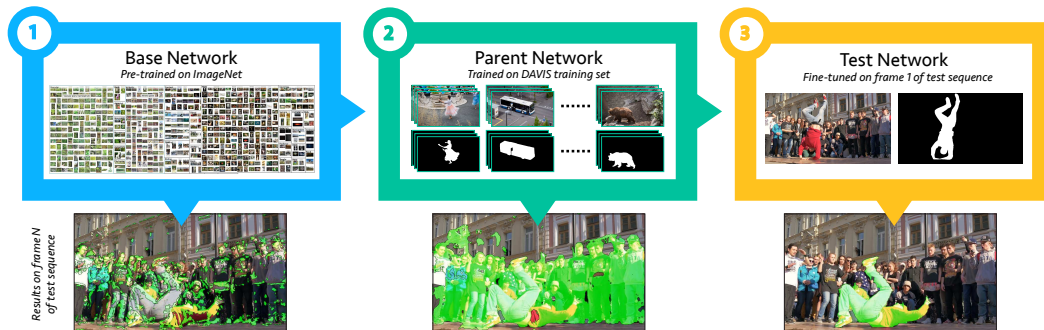 1
Base Network
Pre-trained on ImageNet
2
Parent Network
Trained on DAVIS training set
3
Test Network
Fine-tuned on frame 1 of test sequence
Results on frame N
of test sequence